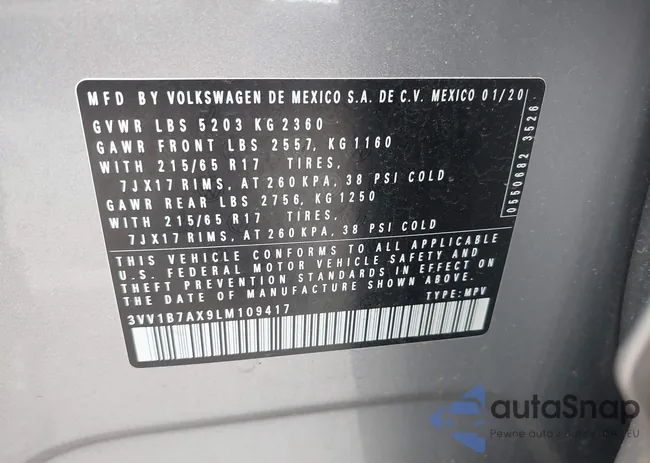 MFD BY VOLKSWAGEN DE MEXICO S.A. DE C.V. MEXICO 01/20
GVWR LBS 5203 KG 2360
GAWR FRONT LBS 2557, KG 1160
WITH 215/65 R17 TIRES,
7JX17 RIMS, AT 260 KPA, 38 PSI COLD
GAWR REAR LBS 2756, KG 1250
WITH 215/65 R17 TIRES,
7JX17 RIMS, AT 260 KPA, 38 PSI COLD
THIS VEHICLE CONFORMS TO ALL APPLICABLE
U.S. FEDERAL MOTOR VEHICLE SAFETY AND
THEFT PREVENTION STANDARDS IN EFFECT ON
THE DATE OF MANUFACTURE SHOWN ABOVE.
3VV1B7AX9LM109417 TYPE: MPV
0550682 3526
autoSnap
Pewne auto